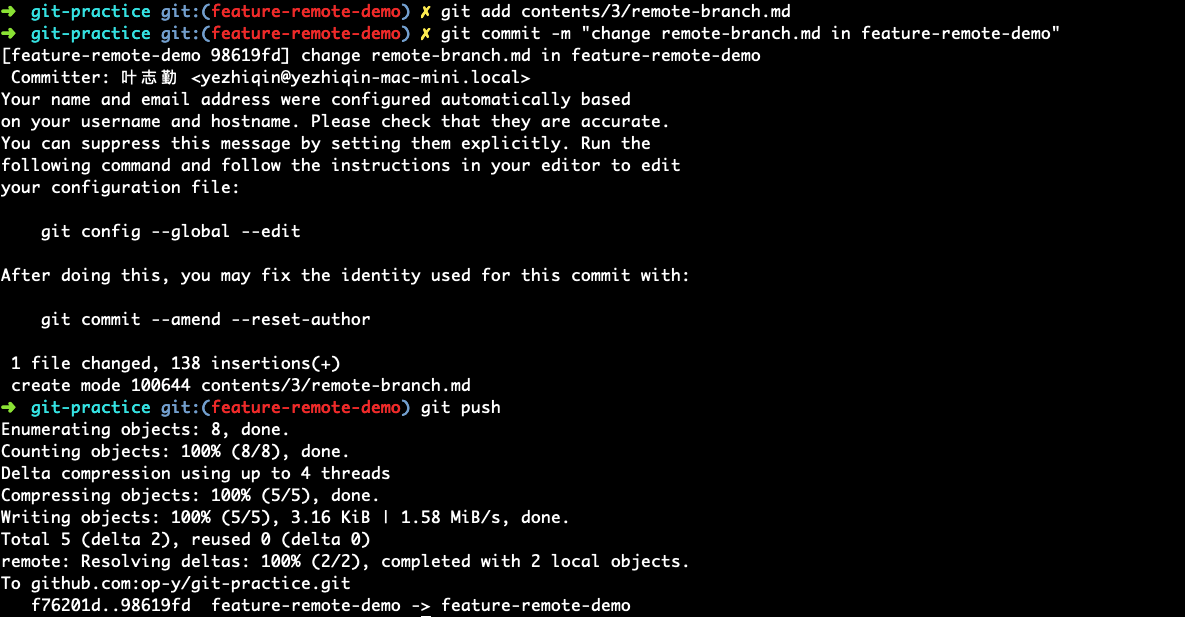 ➜ git-practice git:(feature-remote-demo) ✗ git add contents/3/remote-branch.md
➜ git-practice git:(feature-remote-demo) ✗ git commit -m "change remote-branch.md in feature-remote-demo"
[feature-remote-demo 98619fd] change remote-branch.md in feature-remote-demo
Committer: 叶志勤 <yezhiqin@yezhiqin-mac-mini.local>
Your name and email address were configured automatically based
on your username and hostname. Please check that they are accurate.
You can suppress this message by setting them explicitly. Run the
following command and follow the instructions in your editor to edit
your configuration file:
git config --global --edit
After doing this, you may fix the identity used for this commit with:
git commit --amend --reset-author
1 file changed, 138 insertions(+)
create mode 100644 contents/3/remote-branch.md
➜ git-practice git:(feature-remote-demo) git push
Enumerating objects: 8, done.
Counting objects: 100% (8/8), done.
Delta compression using up to 4 threads
Compressing objects: 100% (5/5), done.
Writing objects: 100% (5/5), 3.16 KiB | 1.58 MiB/s, done.
Total 5 (delta 2), reused 0 (delta 0)
remote: Resolving deltas: 100% (2/2), completed with 2 local objects.
To github.com:op-y/git-practice.git
f76201d..98619fd feature-remote-demo -> feature-remote-demo